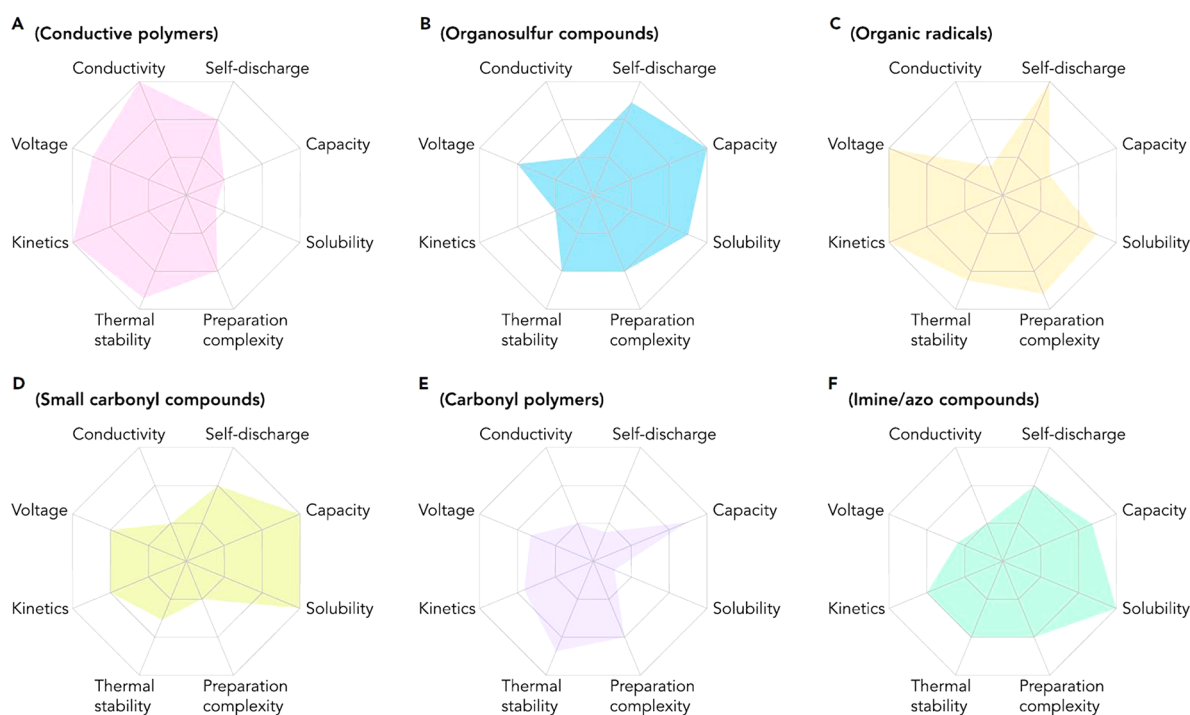 A (Conductive polymers)
Conductivity Self-discharge
Voltage Capacity
Kinetics Solubility
Thermal Preparation
stability complexity
B (Organosulfur compounds)
Conductivity Self-discharge
Voltage Capacity
Kinetics Solubility
Thermal Preparation
stability complexity
C (Organic radicals)
Conductivity Self-discharge
Voltage Capacity
Kinetics Solubility
Thermal Preparation
stability complexity
D (Small carbonyl compounds)
Conductivity Self-discharge
Voltage Capacity
Kinetics Solubility
Thermal Preparation
stability complexity
E (Carbonyl polymers)
Conductivity Self-discharge
Voltage Capacity
Kinetics Solubility
Thermal Preparation
stability complexity
F (Imine/azo compounds)
Conductivity Self-discharge
Voltage Capacity
Kinetics Solubility
Thermal Preparation
stability complexity